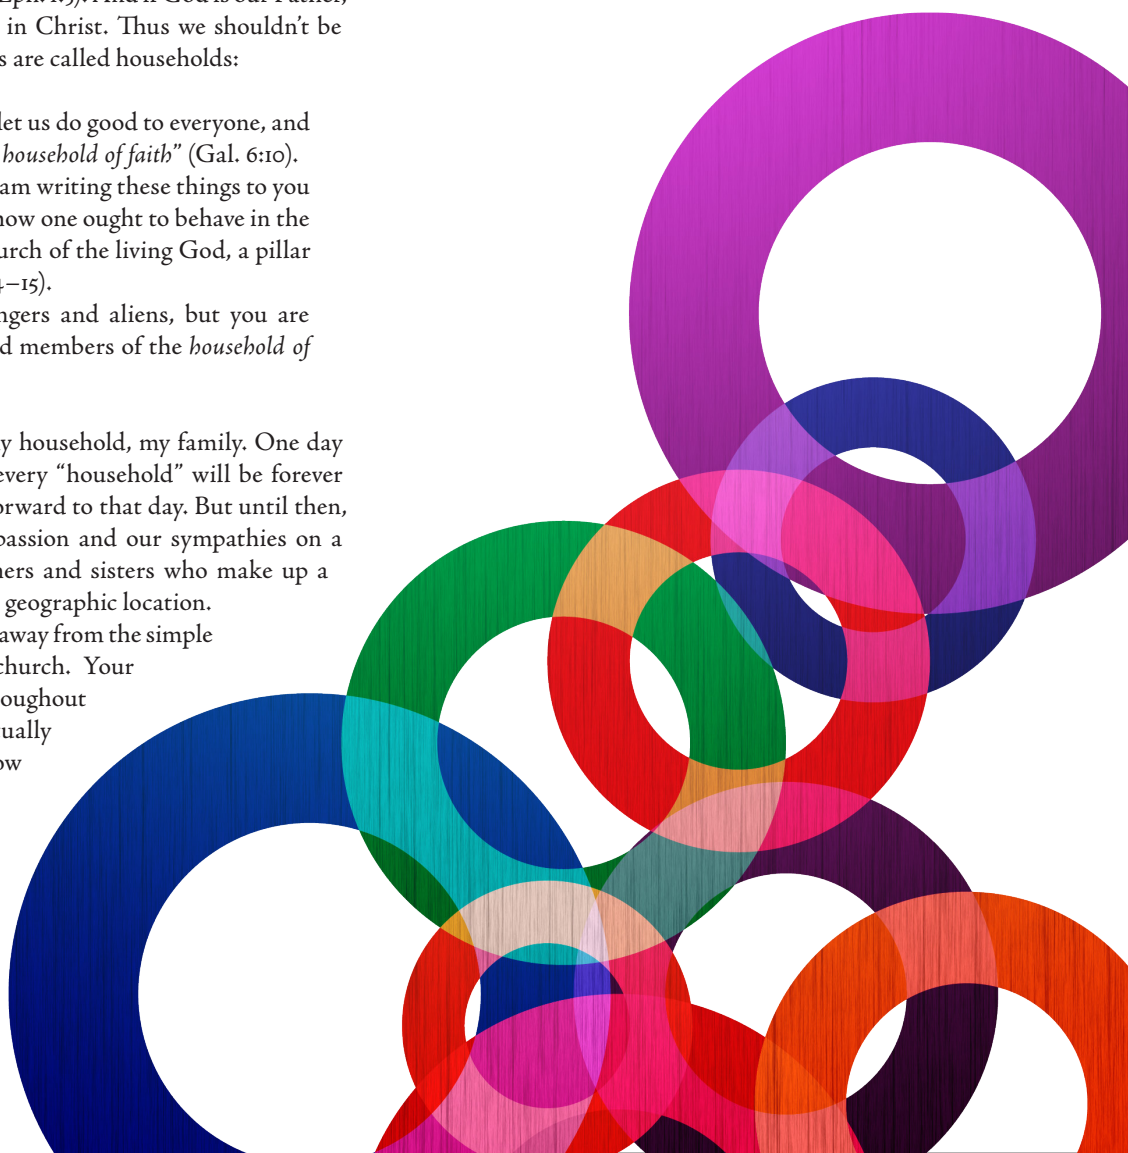 Eph. 1:5). And if God is our Father,
in Christ. Thus we shouldn’t be
s are called households:
let us do good to everyone, and
household of faith” (Gal. 6:10).
am writing these things to you
how one ought to behave in the
urch of the living God, a pillar
4–15).
ngers and aliens, but you are
d members of the household of
y household, my family. One day
every “household” will be forever
orward to that day. But until then,
passion and our sympathies on a
hers and sisters who make up a
geographic location.
away from the simple
church. Your
oughout
tually
ow